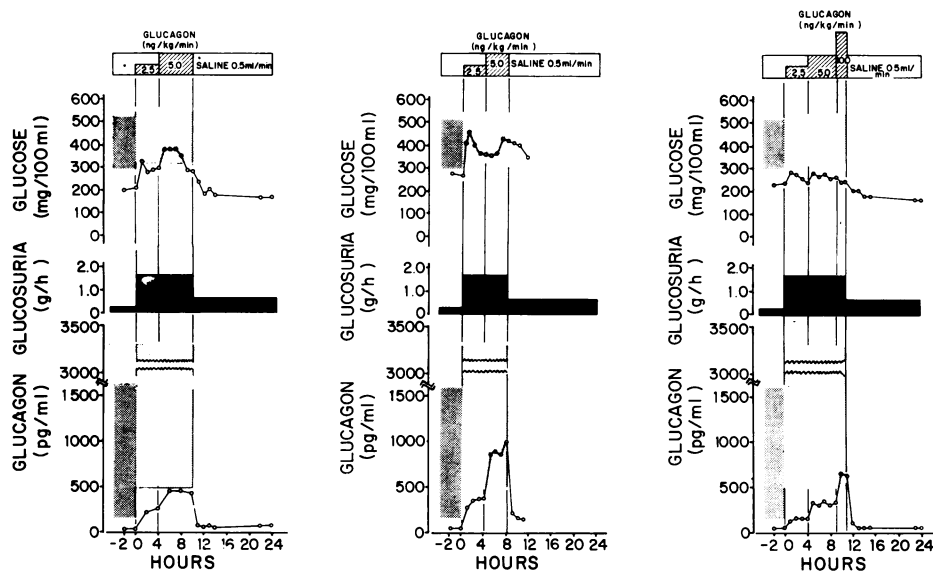 GLUCAGON
(ng/kg/min)
2.5 5.0 SALINE 0.5ml/min
GLUCOSE
(mg/100ml)
600
500
400
300
200
100
0
GLUCOSURIA
(g/h)
2.0
1.0
0
GLUCAGON
(pg/ml)
3500
3000
1500
1000
500
0
-2 0 4 8 12 16 20 24
HOURS
GLUCAGON
(ng/kg/min)
2.5 5.0 SALINE 0.5ml/min
GLUCOSE
(mg/100ml)
600
500
400
300
200
100
0
GLUCOSURIA
(g/h)
2.0
1.0
0
GLUCAGON
(pg/ml)
3500
3000
1500
1000
500
0
-2 0 4 8 12 16 20 24
HOURS
GLUCAGON
(ng/kg/min)
2.5 5.0 SALINE 0.5ml/
min
GLUCOSE
(mg/100ml)
600
500
400
300
200
100
0
GLUCOSURIA
(g/h)
2.0
1.0
0
GLUCAGON
(pg/ml)
3500
3000
1500
1000
500
0
-2 0 4 8 12 16 20 24
HOURS